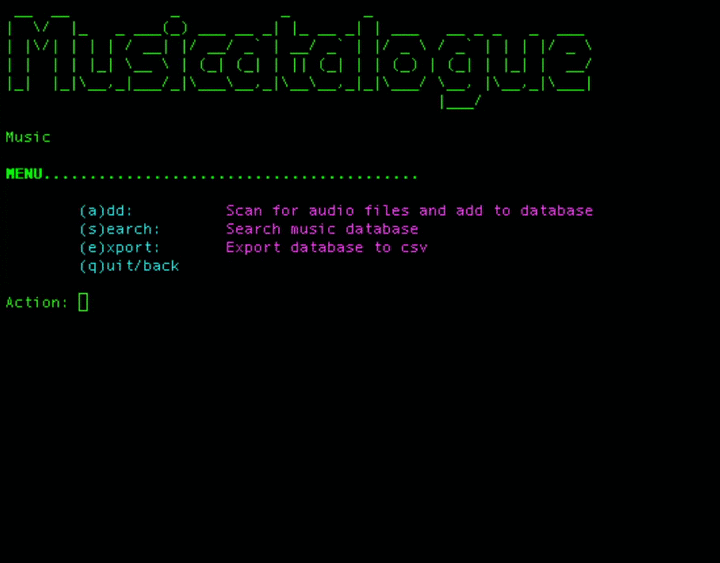 Musicatalogue
Music
MENU.........................................
(a)dd: Scan for audio files and add to database
(s)earch: Search music database
(e)xport: Export database to csv
(q)uit/back
Action: